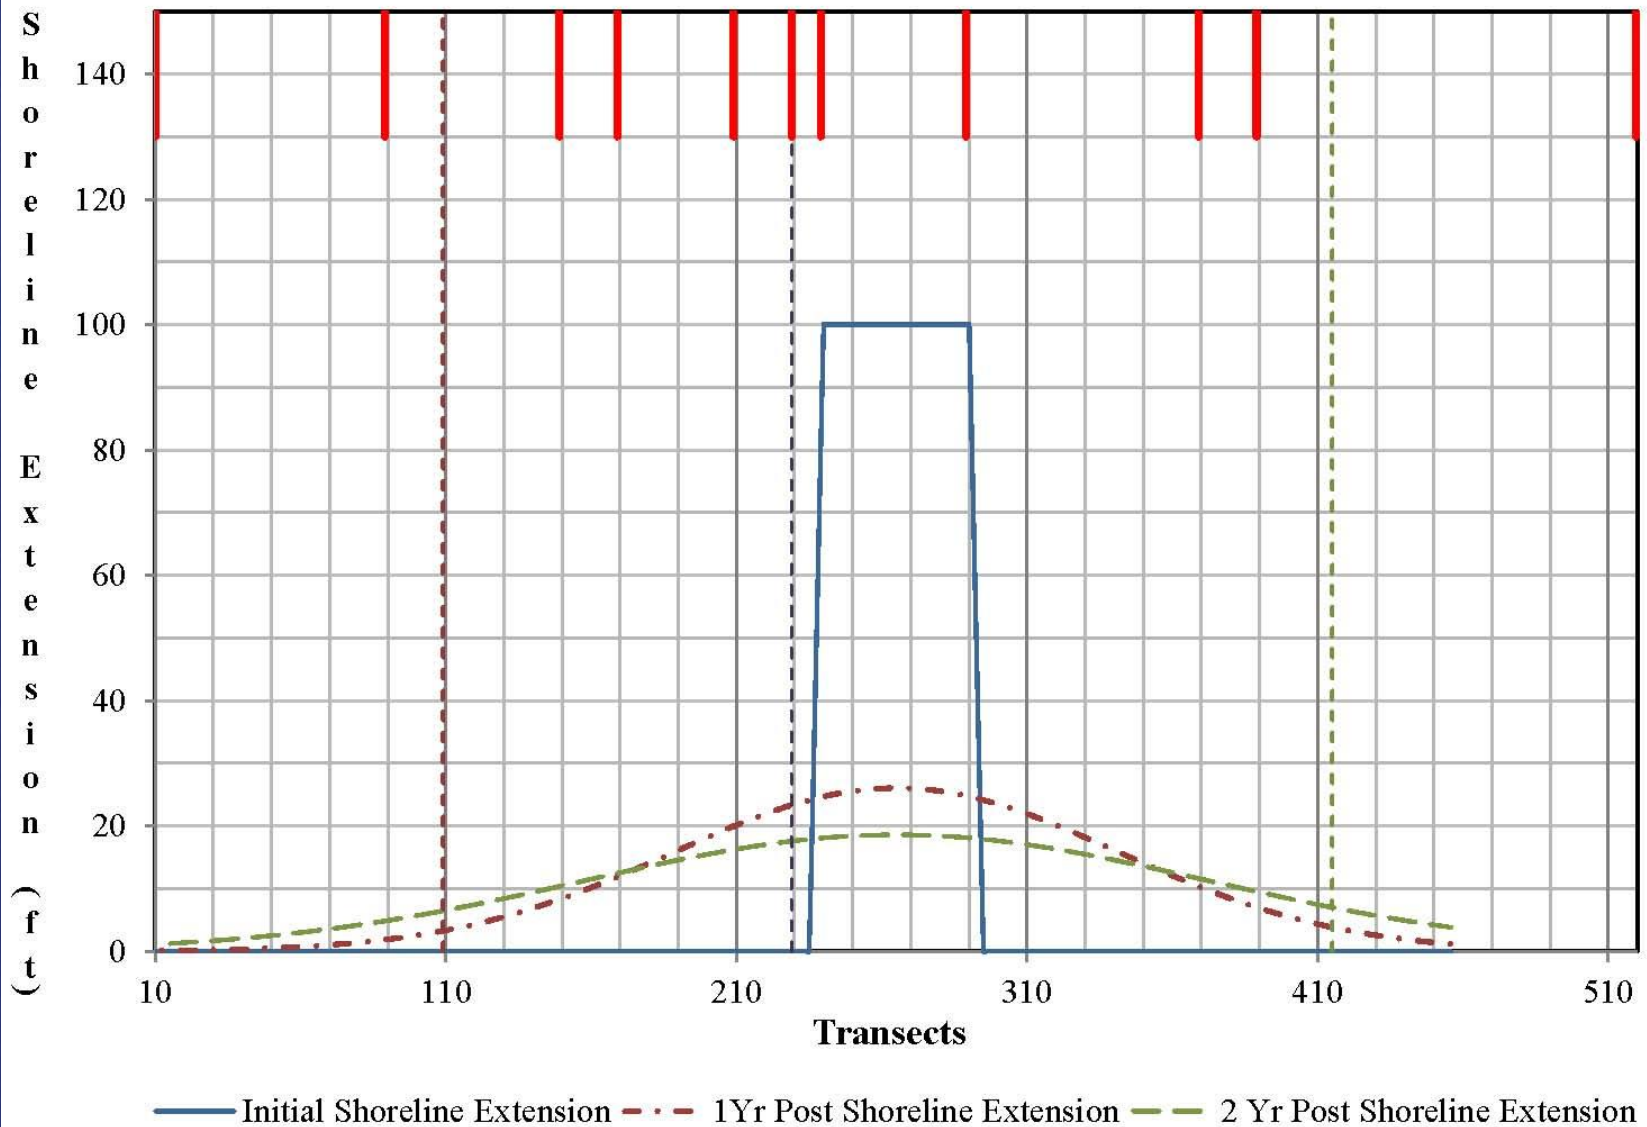 Shoreline Extension (ft)
140
120
100
80
60
40
20
0
10 110 210 310 410 510
Transects
Initial Shoreline Extension 1Yr Post Shoreline Extension 2 Yr Post Shoreline Extension